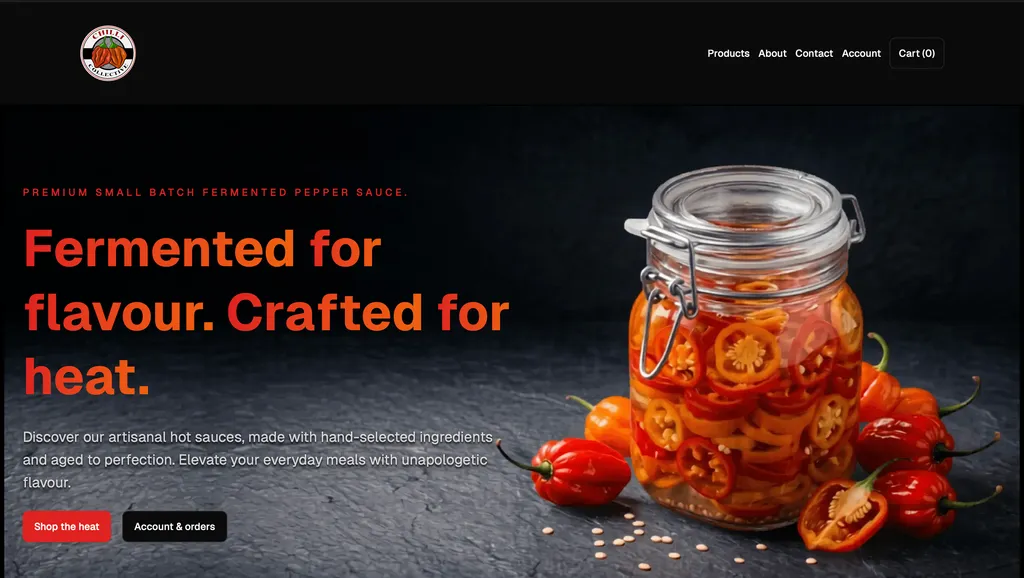 CHILLI
COLLECTIVE
Products About Contact Account Cart (0)
PREMIUM SMALL BATCH FERMENTED PEPPER SAUCE.
Fermented for
flavour. Crafted for
heat.
Discover our artisanal hot sauces, made with hand-selected ingredients
and aged to perfection. Elevate your everyday meals with unapologetic
flavour.
Shop the heat Account & orders